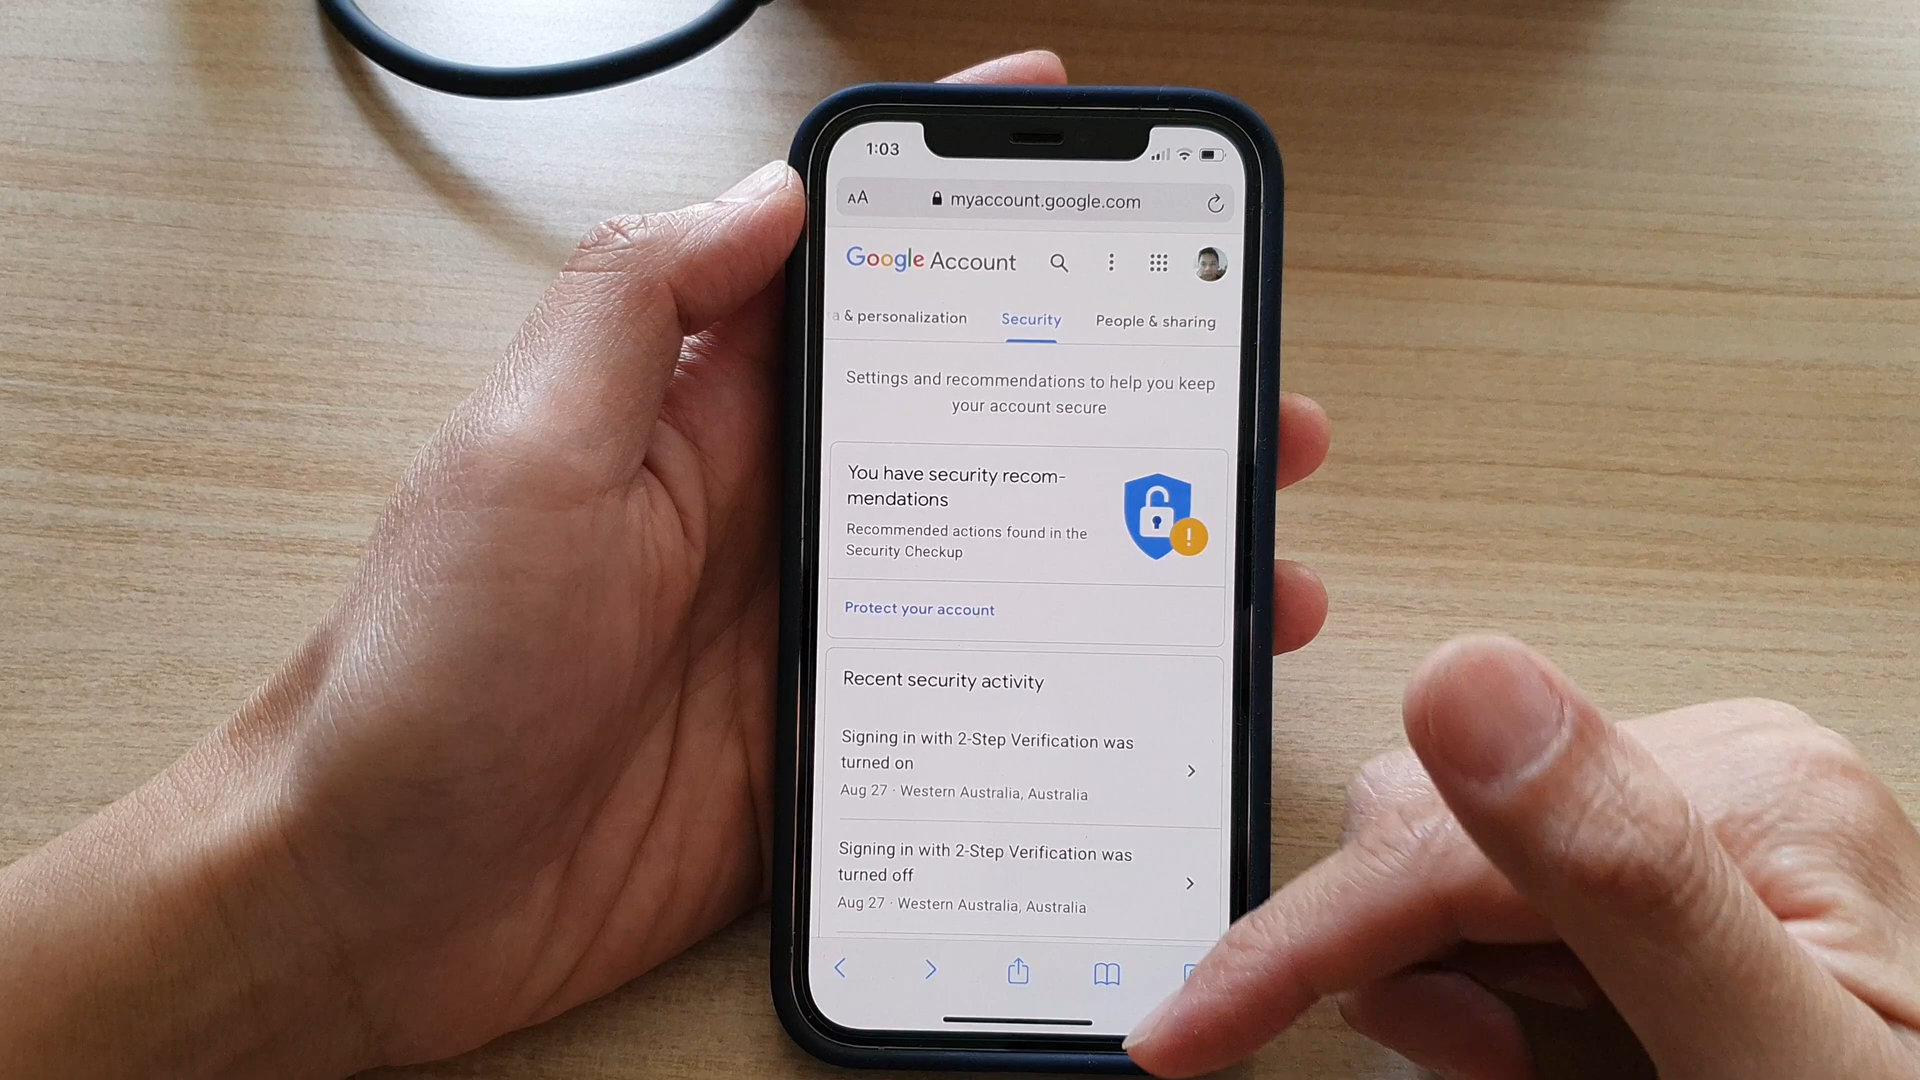 1:03
AA myaccount.google.com
Google Account
a & personalization Security People & sharing
Settings and recommendations to help you keep
your account secure
You have security recom-
mendations
Recommended actions found in the
Security Checkup
!
Protect your account
Recent security activity
Signing in with 2-Step Verification was
turned on
Aug 27 · Western Australia, Australia
Signing in with 2-Step Verification was
turned off
Aug 27 · Western Australia, Australia